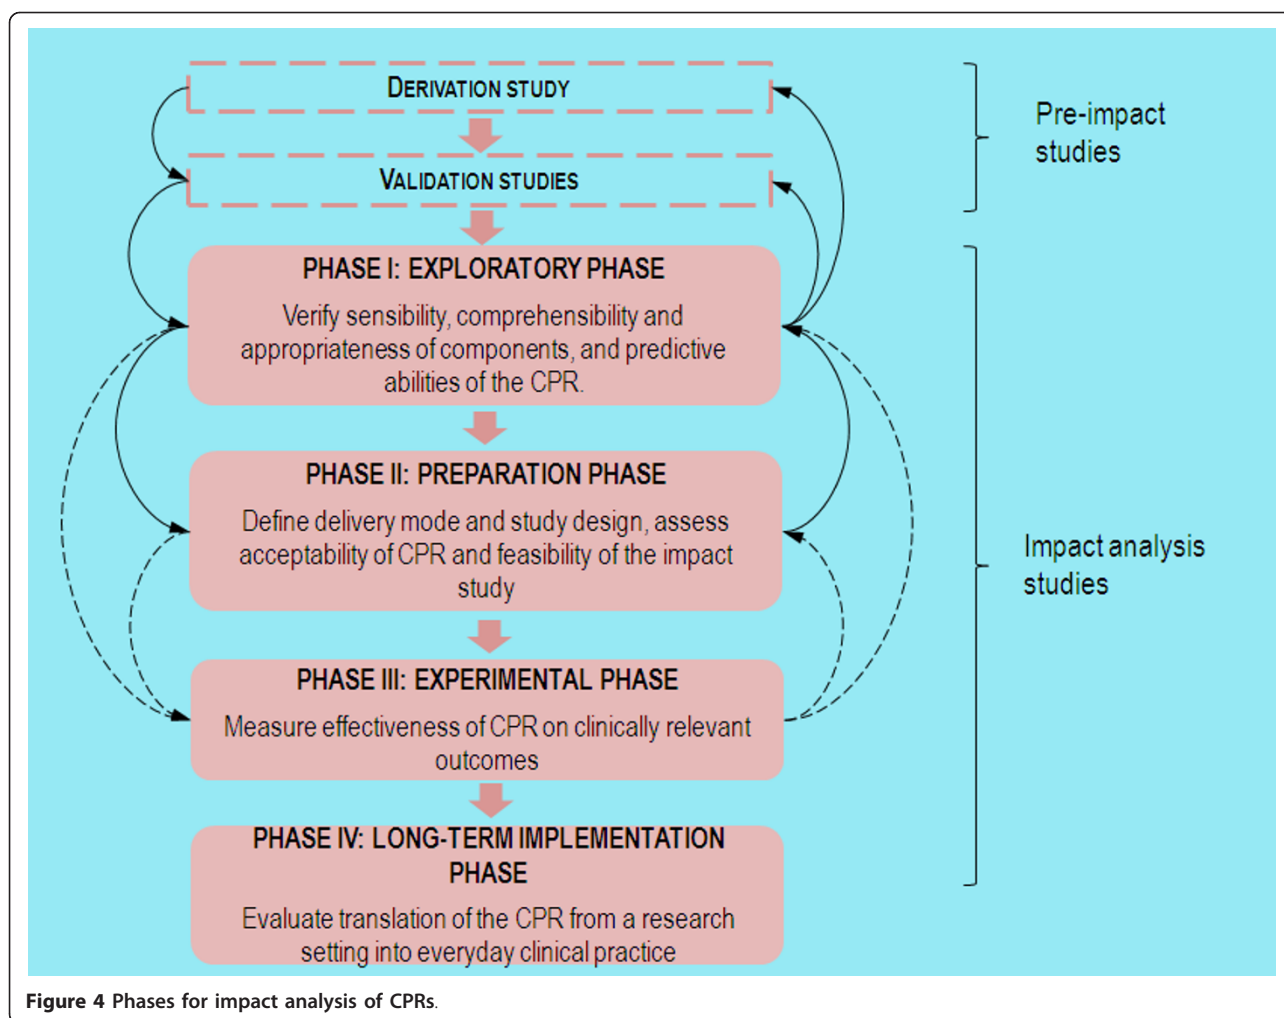 DERIVATION STUDY
VALIDATION STUDIES
Pre-impact
studies
PHASE I: EXPLORATORY PHASE
Verify sensibility, comprehensibility and
appropriateness of components, and predictive
abilities of the CPR.
PHASE II: PREPARATION PHASE
Define delivery mode and study design, assess
acceptability of CPR and feasibility of the impact
study
PHASE III: EXPERIMENTAL PHASE
Measure effectiveness of CPR on clinically relevant
outcomes
PHASE IV: LONG-TERM IMPLEMENTATION
PHASE
Evaluate translation of the CPR from a research
setting into everyday clinical practice
Impact analysis
studies
Figure 4 Phases for impact analysis of CPRs.